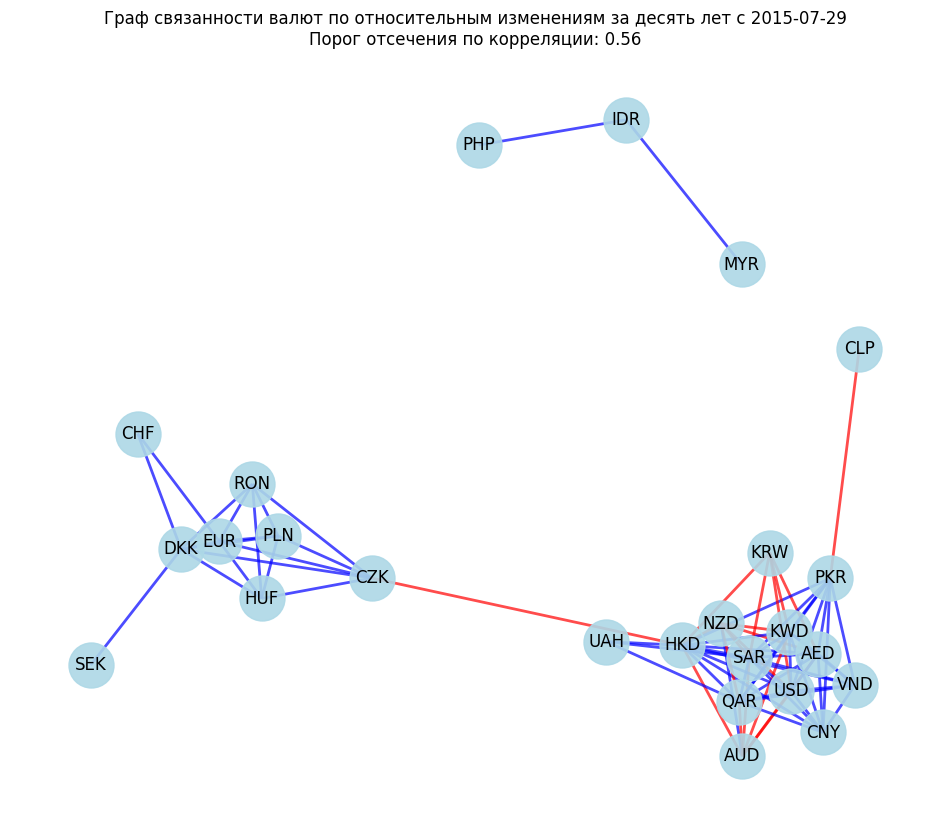 Граф связанности валют по относительным изменениям за десять лет с 2015-07-29
Порог отсечения по корреляции: 0.56
IDR
PHP
MYR
CLP
CHF
RON
PLN
EUR
DKK
KRW
CZK
PKR
HUF
NZD
KWD
UAH
HKD
AED
SAR
SEK
VND
USD
QAR
CNY
AUD